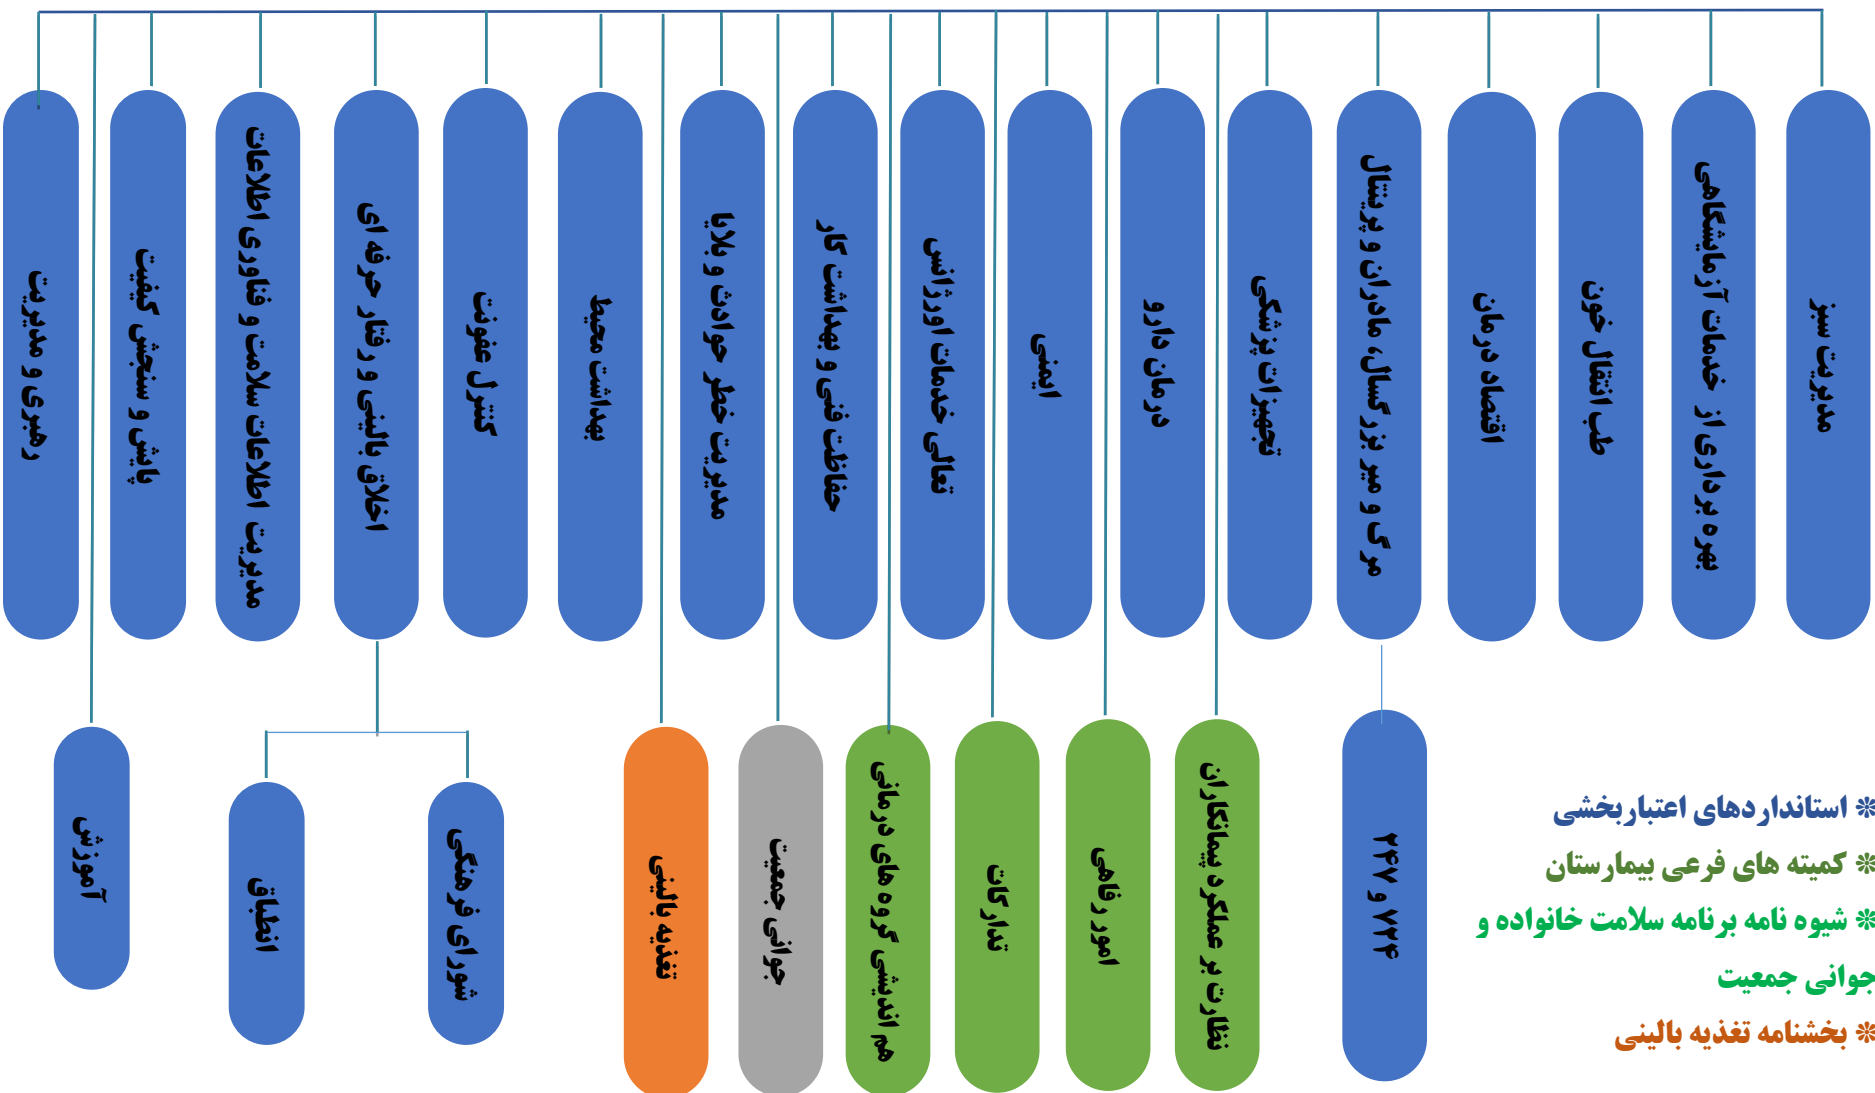 مدیریت سبز
بهره برداری از خدمات آزمایشگاهی
طب انتقال خون
اقتصاد درمان
مرگ و میر بزرگسال، مادران و پرینتال
تجهیزات پزشکی
درمان دارو
ایمنی
تعالی خدمات اورژانس
حفاظت فنی و بهداشت کار
مدیریت خطر حوادث و بلایا
بهداشت محیط
کنترل عفونت
اخلاق بالینی و رفتار حرفه ای
مدیریت اطلاعات سلامت و فناوری اطلاعات
پایش و سنجش کیفیت
رهبری و مدیریت
۲۴۷ و ۷۲۴
نظارت بر عملکرد پیمانکاران
امور رفاهی
تدارکات
هم اندیشی گروه های درمانی
جوانی جمعیت
تغذیه بالینی
شورای فرهنگی
انطباق
آموزش
❊ استانداردهای اعتباربخشی
❊ کمیته های فرعی بیمارستان
❊ شیوه نامه برنامه سلامت خانواده و
جوانی جمعیت
❊ بخشنامه تغذیه بالینی